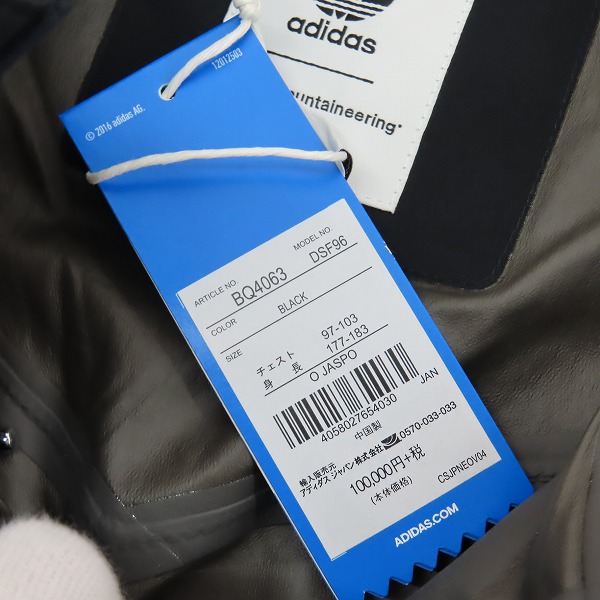 adidas
untaineering®
© 2016 adidas AG.
12012503
ARTICLE NO. MODEL NO.
BQ4063 DSF96
COLOR BLACK
SIZE
チェスト 97-103
身長 177-183
O JASPO
4058027654030 JAN
中国製
輸入販売元
アディダス ジャパン株式会社 0570-033-033
100,000円+税
(本体価格) CSJPNEOV04
ADIDAS.COM